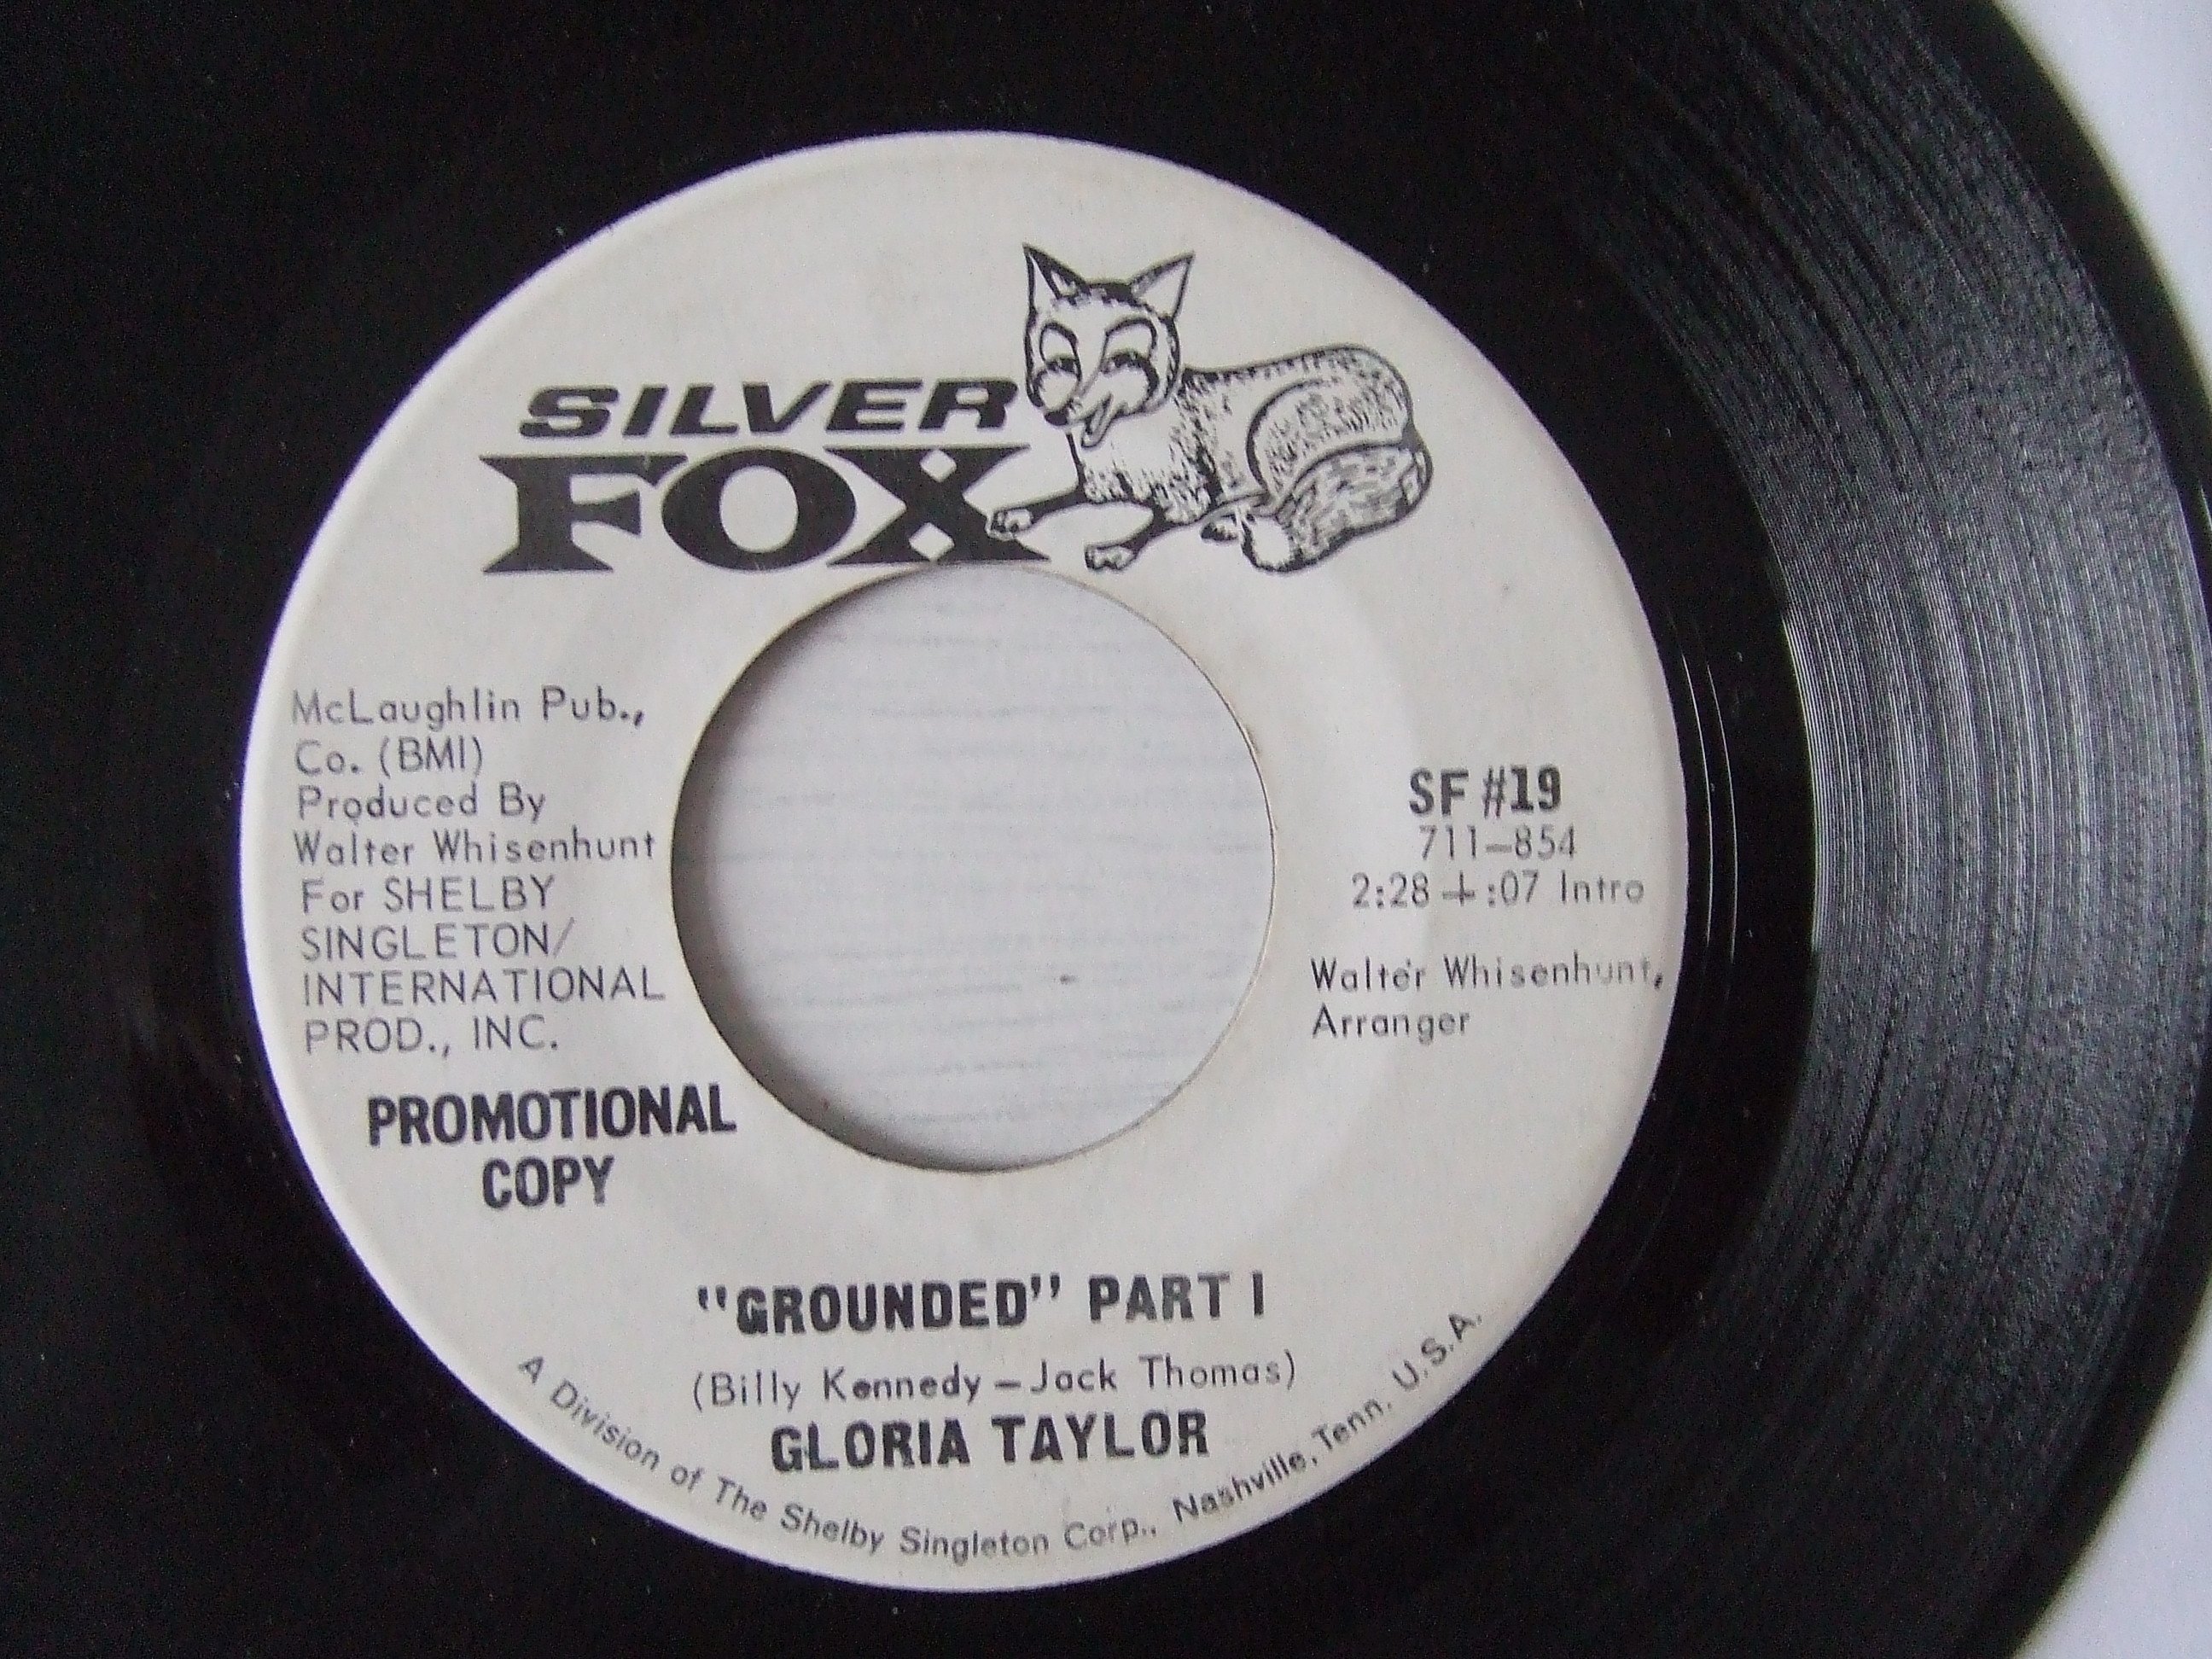 SILVER
FOX
McLaughlin Pub.,
Co. (BMI)
Produced By
Walter Whisenhunt
For SHELBY
SINGLETON/
INTERNATIONAL
PROD., INC.
PROMOTIONAL
COPY
SF #19
711-854
2:28 + :07 Intro
Walter Whisenhunt,
Arranger
"GROUNDED" PART I
(Billy Kennedy - Jack Thomas)
GLORIA TAYLOR
A Division of The Shelby Singleton Corp., Nashville, Tenn. U.S.A.